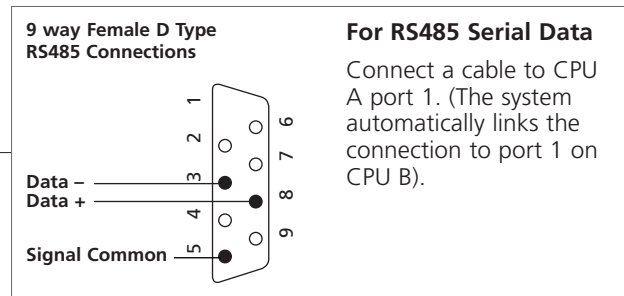 9 way Female D Type
RS485 Connections
1
2
3
4
5
6
7
8
9
Data –
Data +
Signal Common
For RS485 Serial Data
Connect a cable to CPU
A port 1. (The system
automatically links the
connection to port 1 on
CPU B).